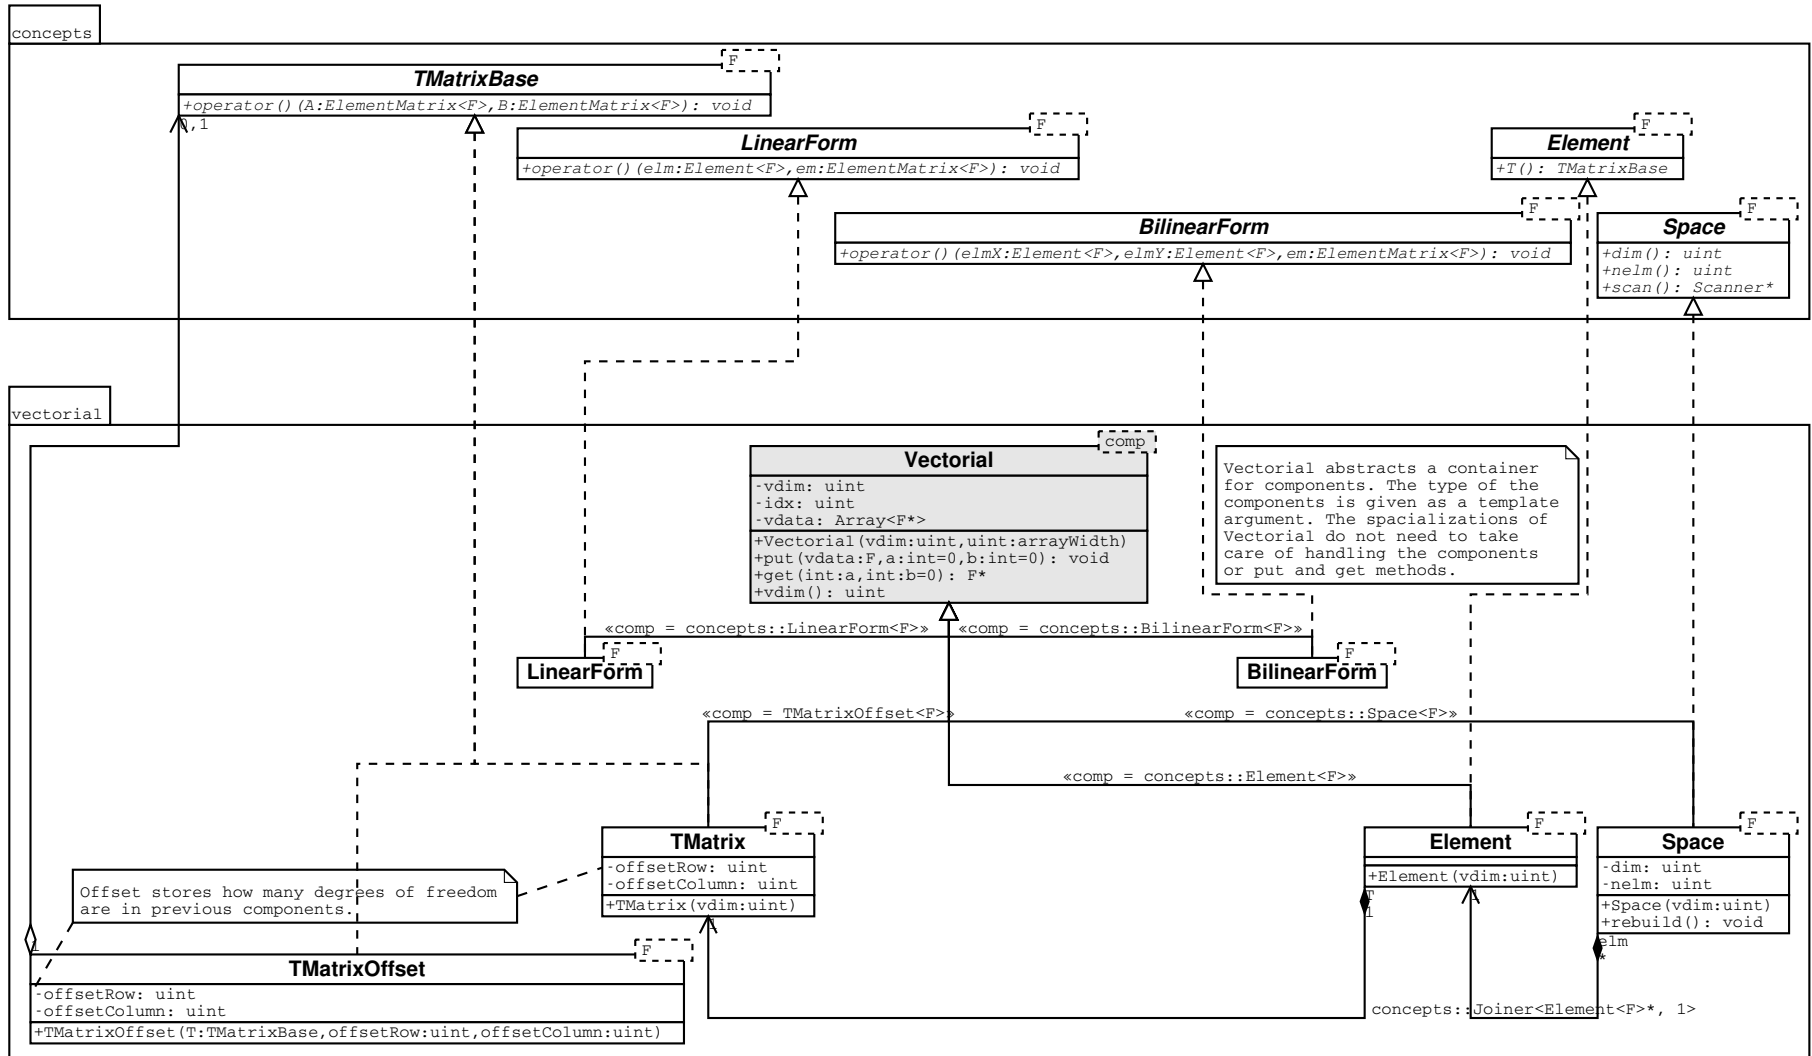 concepts
F
TMatrixBase
+operator()(A:ElementMatrix<F>,B:ElementMatrix<F>): void
0,1
F
LinearForm
+operator()(elm:Element<F>,em:ElementMatrix<F>): void
F
Element
+T(): TMatrixBase
F
BilinearForm
+operator()(elmX:Element<F>,elmY:Element<F>,em:ElementMatrix<F>): void
F
Space
+dim(): uint
+nelm(): uint
+scan(): Scanner*
vectorial
comp
Vectorial
-vdim: uint
-idx: uint
-vdata: Array<F*>
+Vectorial(vdim:uint,uint:arrayWidth)
+put(vdata:F,a:int=0,b:int=0): void
+get(int:a,int:b=0): F*
+vdim(): uint
Vectorial abstracts a container
for components. The type of the
components is given as a template
argument. The spacializations of
Vectorial do not need to take
care of handling the components
or put and get methods.
«comp = concepts::LinearForm<F>»
«comp = concepts::BilinearForm<F>»
F
LinearForm
F
BilinearForm
«comp = TMatrixOffset<F>»
«comp = concepts::Space<F>»
«comp = concepts::Element<F>»
F
TMatrix
-offsetRow: uint
-offsetColumn: uint
+TMatrix(vdim:uint)
1
F
Element
+Element(vdim:uint)
T
1
1
F
Space
-dim: uint
-nelm: uint
+Space(vdim:uint)
+rebuild(): void
elm
*
Offset stores how many degrees of freedom
are in previous components.
1
F
TMatrixOffset
-offsetRow: uint
-offsetColumn: uint
+TMatrixOffset(T:TMatrixBase,offsetRow:uint,offsetColumn:uint)
concepts::Joiner<Element<F>*, 1>